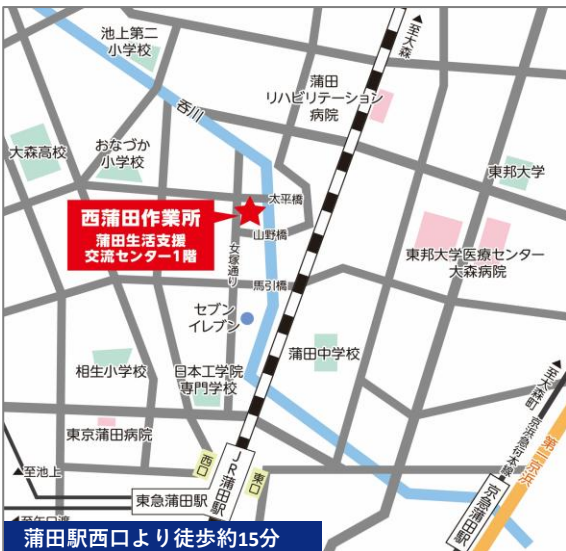 池上第二
小学校
▲至大森
蒲田
リハビリテーション
病院
呑川
大森高校
おなづか
小学校
東邦大学
太平橋
西蒲田作業所
蒲田生活支援
交流センター1階
山野橋
女塚通り
東邦大学医療センター
大森病院
馬引橋
セブン
イレブン
蒲田中学校
相生小学校
日本工学院
専門学校
▲至大森町
京浜急行本線
第一京浜
東京蒲田病院
西口
東口
JR蒲田駅
▲至池上
東急蒲田駅
京急蒲田駅
蒲田駅西口より徒歩約15分